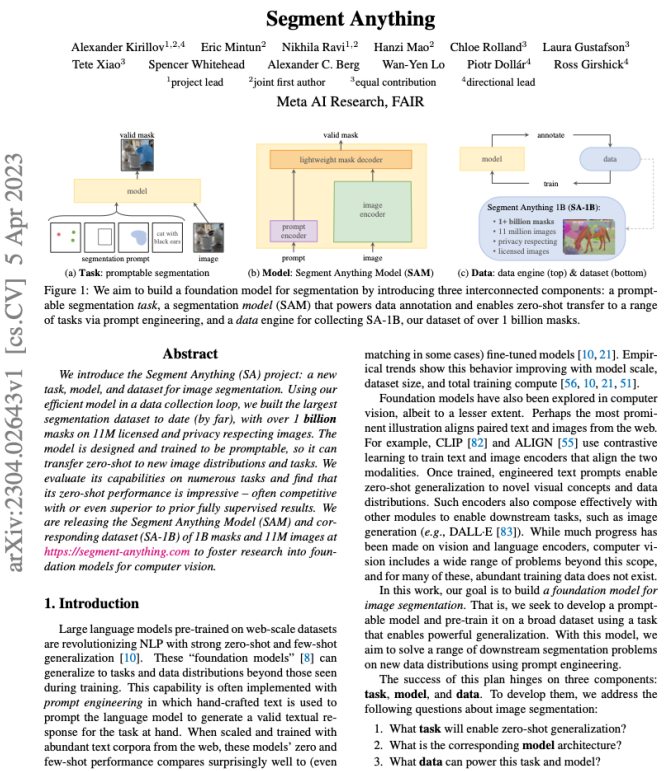 Segment Anything
Alexander Kirillov1,2,4 Eric Mintun2 Nikhila Ravi1,2 Hanzi Mao2 Chloe Rolland3 Laura Gustafson3
Tete Xiao3 Spencer Whitehead Alexander C. Berg Wan-Yen Lo Piotr Dollár4 Ross Girshick4
1project lead 2joint first author 3equal contribution 4directional lead
Meta AI Research, FAIR
arXiv:2304.02643v1 [cs.CV] 5 Apr 2023
valid mask
model
cat with
black ears
segmentation prompt
image
(a) Task: promptable segmentation
valid mask
lightweight mask decoder
image
encoder
prompt
encoder
prompt
image
(b) Model: Segment Anything Model (SAM)
annotate
model
data
train
Segment Anything 1B (SA-1B):
• 1+ billion masks
• 11 million images
• privacy respecting
• licensed images
(c) Data: data engine (top) & dataset (bottom)
Figure 1: We aim to build a foundation model for segmentation by introducing three interconnected components: a prompt-
able segmentation task, a segmentation model (SAM) that powers data annotation and enables zero-shot transfer to a range
of tasks via prompt engineering, and a data engine for collecting SA-1B, our dataset of over 1 billion masks.
Abstract
We introduce the Segment Anything (SA) project: a new
task, model, and dataset for image segmentation. Using our
efficient model in a data collection loop, we built the largest
segmentation dataset to date (by far), with over 1 billion
masks on 11M licensed and privacy respecting images. The
model is designed and trained to be promptable, so it can
transfer zero-shot to new image distributions and tasks. We
evaluate its capabilities on numerous tasks and find that
its zero-shot performance is impressive – often competitive
with or even superior to prior fully supervised results. We
are releasing the Segment Anything Model (SAM) and cor-
responding dataset (SA-1B) of 1B masks and 11M images at
https://segment-anything.com to foster research into foun-
dation models for computer vision.
1. Introduction
Large language models pre-trained on web-scale datasets
are revolutionizing NLP with strong zero-shot and few-shot
generalization [10]. These “foundation models” [8] can
generalize to tasks and data distributions beyond those seen
during training. This capability is often implemented with
prompt engineering in which hand-crafted text is used to
prompt the language model to generate a valid textual re-
sponse for the task at hand. When scaled and trained with
abundant text corpora from the web, these models’ zero and
few-shot performance compares surprisingly well to (even
matching in some cases) fine-tuned models [10, 21]. Empir-
ical trends show this behavior improving with model scale,
dataset size, and total training compute [56, 10, 21, 51].
Foundation models have also been explored in computer
vision, albeit to a lesser extent. Perhaps the most promi-
nent illustration aligns paired text and images from the web.
For example, CLIP [82] and ALIGN [55] use contrastive
learning to train text and image encoders that align the two
modalities. Once trained, engineered text prompts enable
zero-shot generalization to novel visual concepts and data
distributions. Such encoders also compose effectively with
other modules to enable downstream tasks, such as image
generation (e.g., DALL·E [83]). While much progress has
been made on vision and language encoders, computer vi-
sion includes a wide range of problems beyond this scope,
and for many of these, abundant training data does not exist.
In this work, our goal is to build a foundation model for
image segmentation. That is, we seek to develop a prompt-
able model and pre-train it on a broad dataset using a task
that enables powerful generalization. With this model, we
aim to solve a range of downstream segmentation problems
on new data distributions using prompt engineering.
The success of this plan hinges on three components:
task, model, and data. To develop them, we address the
following questions about image segmentation:
1. What task will enable zero-shot generalization?
2. What is the corresponding model architecture?
3. What data can power this task and model?